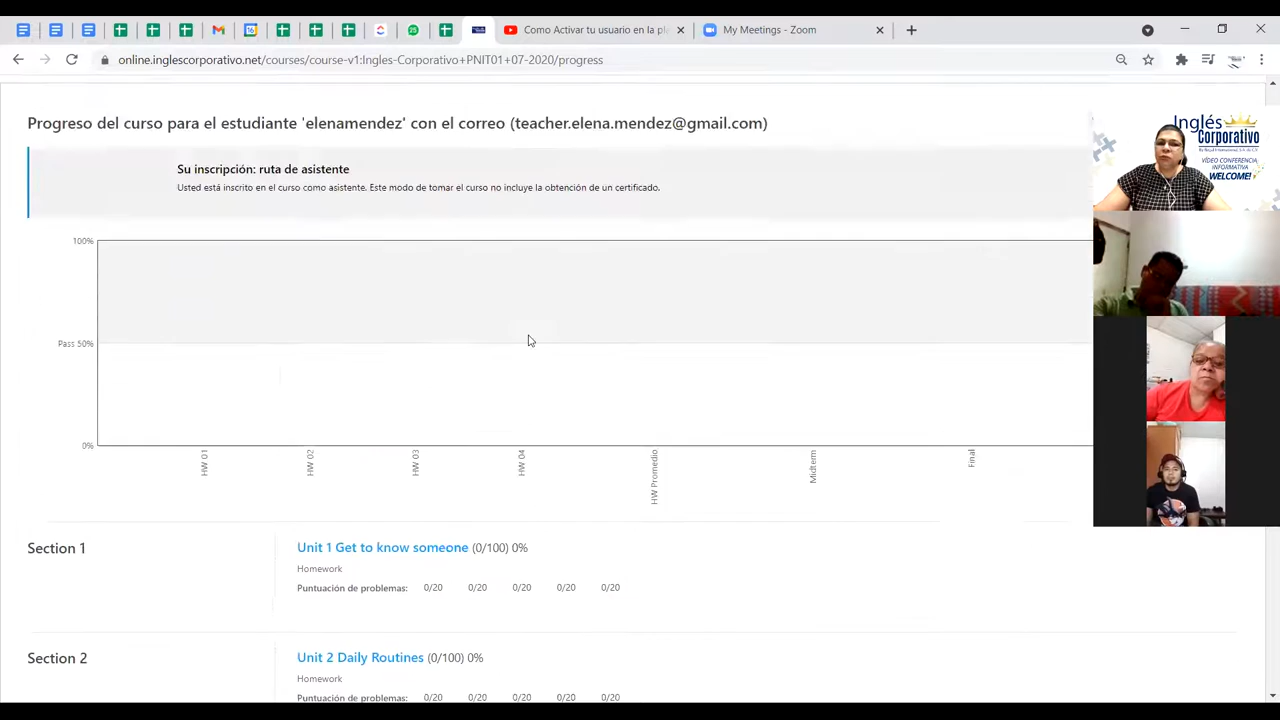 Como Activar tu usuario en la pl
My Meetings - Zoom
online.inglescorporativo.net/courses/course-v1:Ingles-Corporativo+PNIT01+07-2020/progress
Progreso del curso para el estudiante 'elenamendez' con el correo (teacher.elena.mendez@gmail.com)
Su inscripción: ruta de asistente
Usted está inscrito en el curso como asistente. Este modo de tomar el curso no incluye la obtención de un certificado.
100%
Pass 50%
0%
HW 01
HW 02
HW 03
HW 04
HW Promedio
Midterm
Final
Section 1
Unit 1 Get to know someone (0/100) 0%
Homework
Puntuación de problemas: 0/20 0/20 0/20 0/20 0/20
Section 2
Unit 2 Daily Routines (0/100) 0%
Homework
Puntuación de problemas: 0/20 0/20 0/20 0/20 0/20
Inglés
Corporativo
VÍDEO CONFERENCIA
INFORMATIVA
WELCOME!